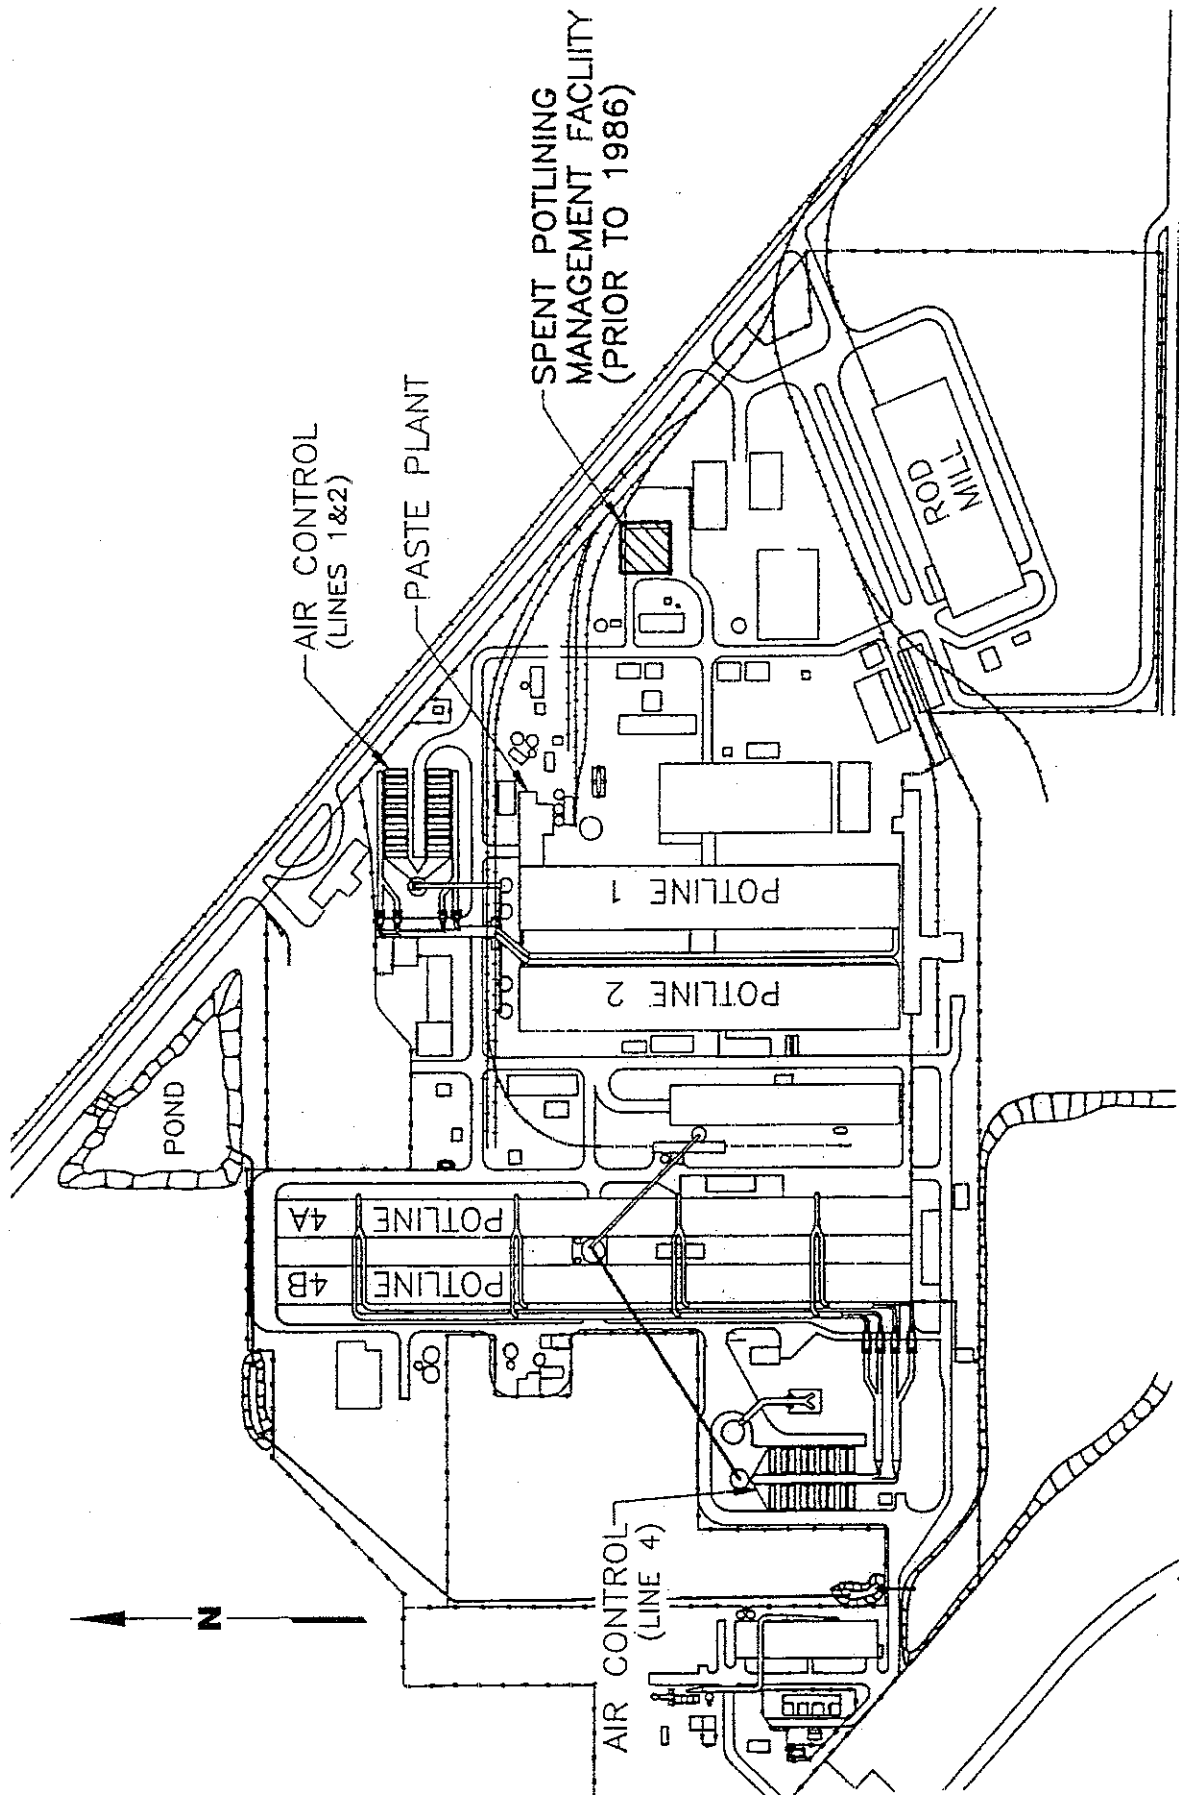 SPENT POTLINING
MANAGEMENT FACLIITY
(PRIOR TO 1986)
AIR CONTROL
(LINES 1&2)
PASTE PLANT
ROD
MILL
POTLINE 1
POTLINE 2
POND
POTLINE 4A
POTLINE 4B
AIR CONTROL
(LINE 4)
N